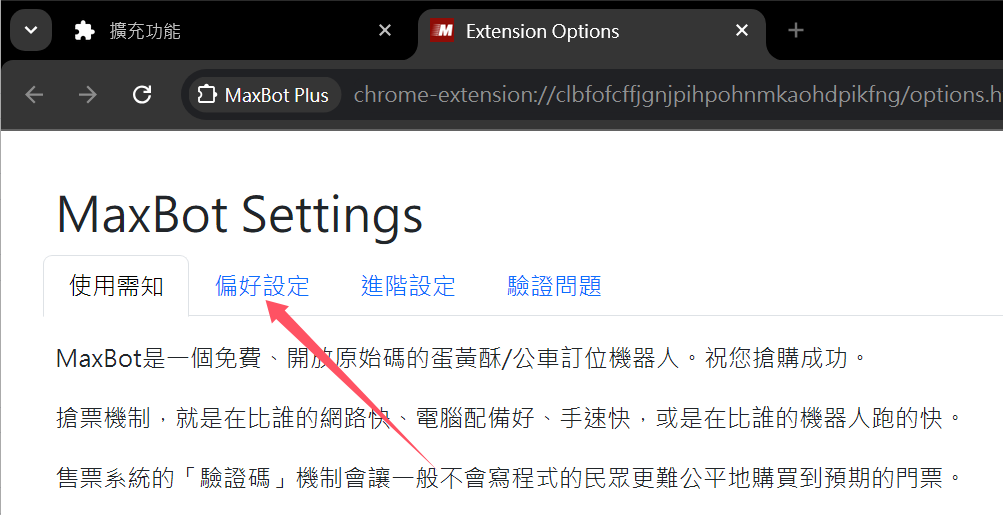 擴充功能
Extension Options
MaxBot Plus
chrome-extension://clbfofcffjgnjpihpohnmkaohdpikfng/options.h
MaxBot Settings
使用需知
偏好設定
進階設定
驗證問題
MaxBot是一個免費、開放原始碼的蛋黃酥/公車訂位機器人。祝您搶購成功。
搶票機制，就是在比誰的網路快、電腦配備好、手速快，或是在比誰的機器人跑的快。
售票系統的「驗證碼」機制會讓一般不會寫程式的民眾更難公平地購買到預期的門票。